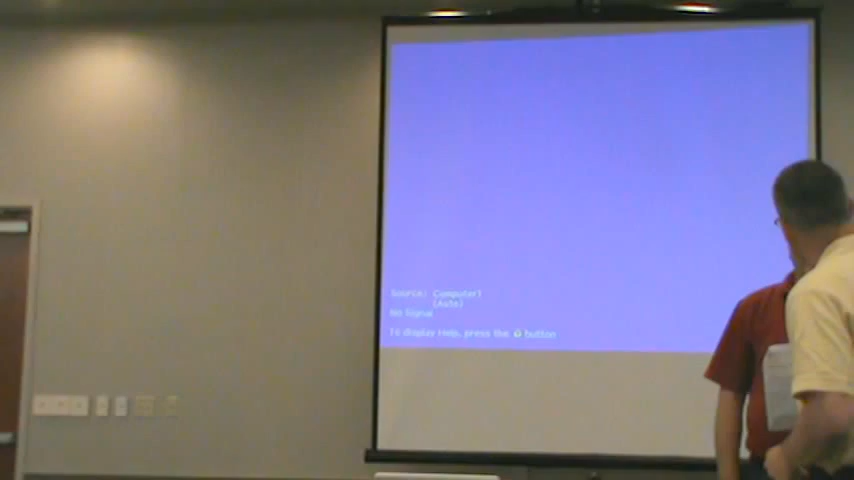 Source: Computer1
(Auto)
No Signal
To display Help, press the button